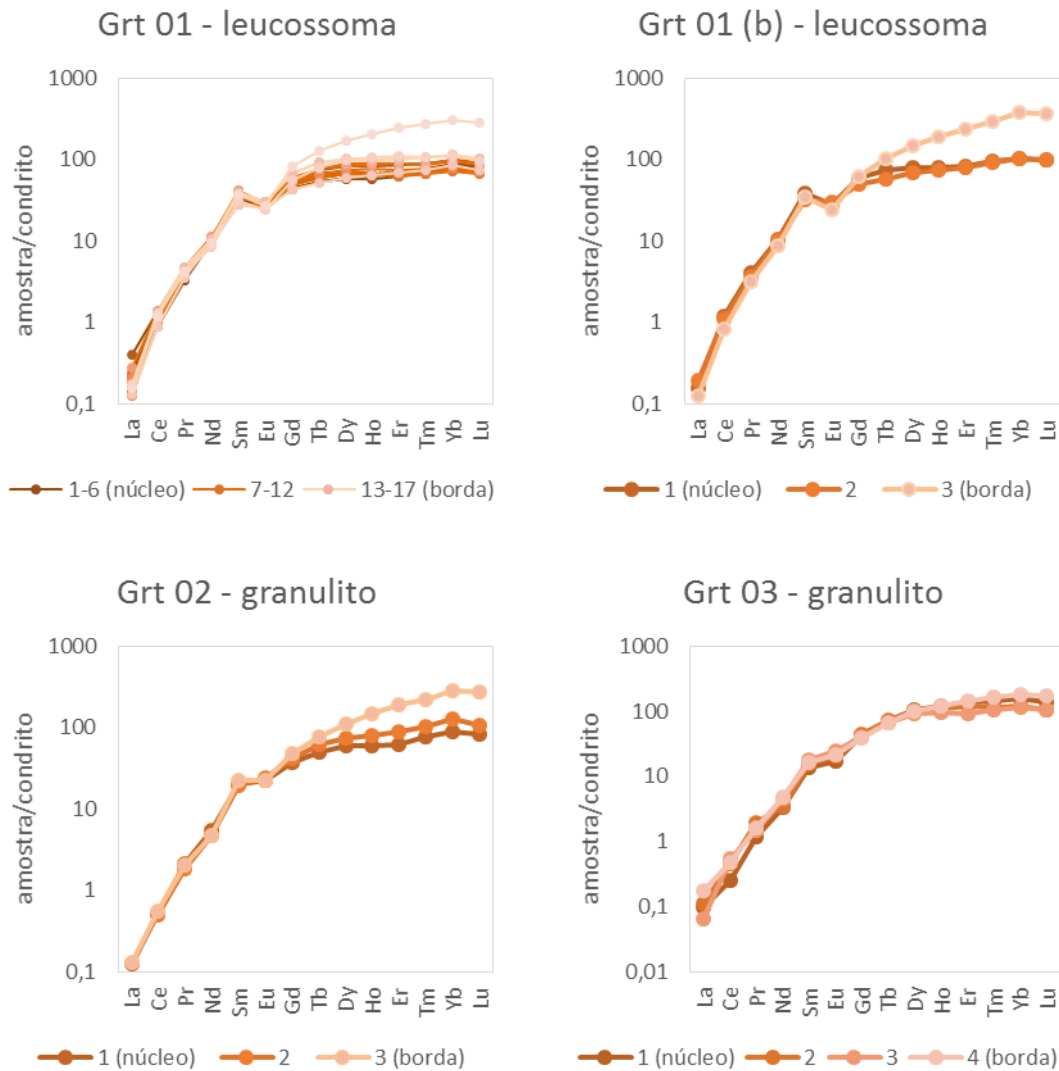 Grt 01 - leucossoma
1000
100
10
1
0,1
amostra/condrito
La Ce Pr Nd Sm Eu Gd Tb Dy Ho Er Tm Yb Lu
1-6 (núcleo) 7-12 13-17 (borda)
Grt 01 (b) - leucossoma
1000
100
10
1
0,1
amostra/condrito
La Ce Pr Nd Sm Eu Gd Tb Dy Ho Er Tm Yb Lu
1 (núcleo) 2 3 (borda)
Grt 02 - granulito
1000
100
10
1
0,1
amostra/condrito
La Ce Pr Nd Sm Eu Gd Tb Dy Ho Er Tm Yb Lu
1 (núcleo) 2 3 (borda)
Grt 03 - granulito
1000
100
10
1
0,1
0,01
amostra/condrito
La Ce Pr Nd Sm Eu Gd Tb Dy Ho Er Tm Yb Lu
1 (núcleo) 2 3 4 (borda)